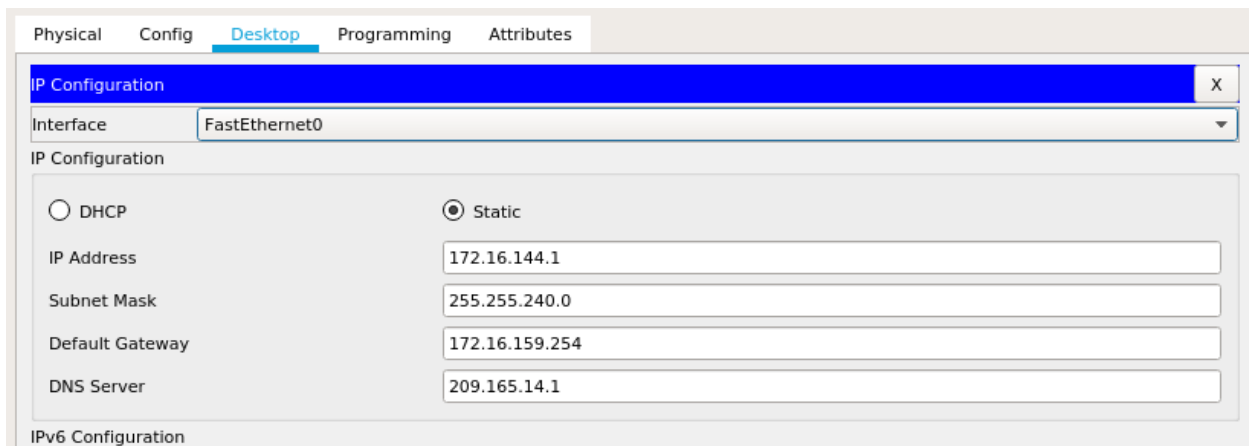 Physical Config Desktop Programming Attributes
IP Configuration X
Interface FastEthernet0
IP Configuration
DHCP Static
IP Address 172.16.144.1
Subnet Mask 255.255.240.0
Default Gateway 172.16.159.254
DNS Server 209.165.14.1
IPv6 Configuration